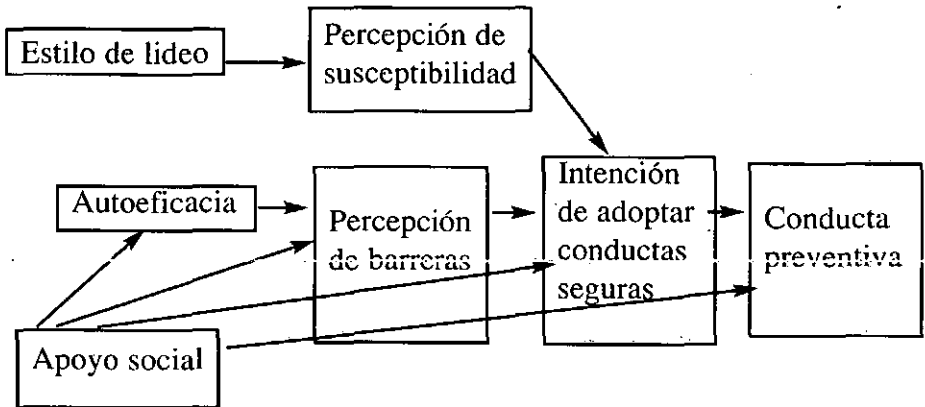 Estilo de lideo
Percepción de
susceptibilidad
Autoeficacia
Percepción
de barreras
Intención
de adoptar
conductas
seguras
Conducta
preventiva
Apoyo social